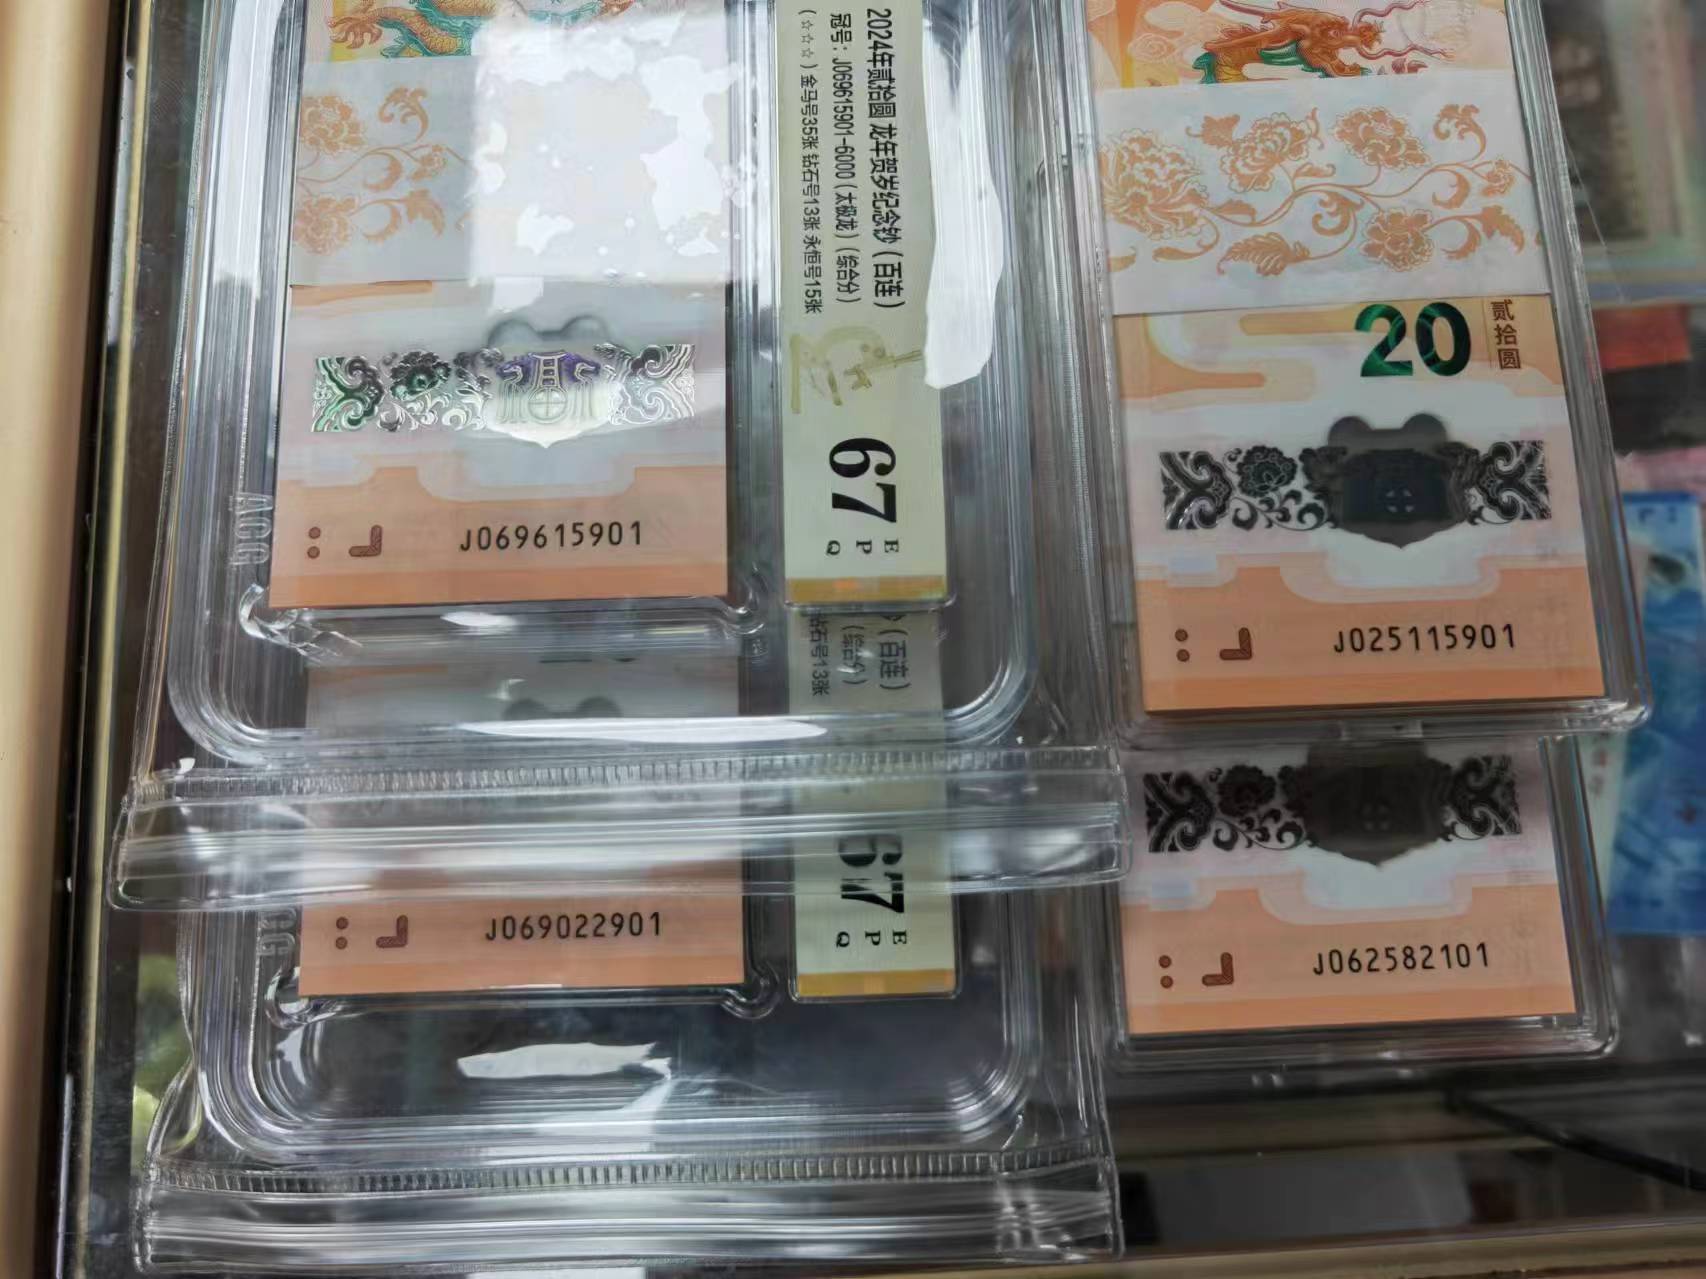 2024年贰拾圆 龙年贺岁纪念钞（百连）
冠号：J069615901-6000（太极龙）（综合分）
（☆☆☆）金马号35张 钻石号13张 永恒号15张
67
E
P
Q
ACG
J069615901
20
贰拾圆
J025115901
（百连）
（综合分）
钻石号13张
67
E
P
Q
J069022901
J062582101